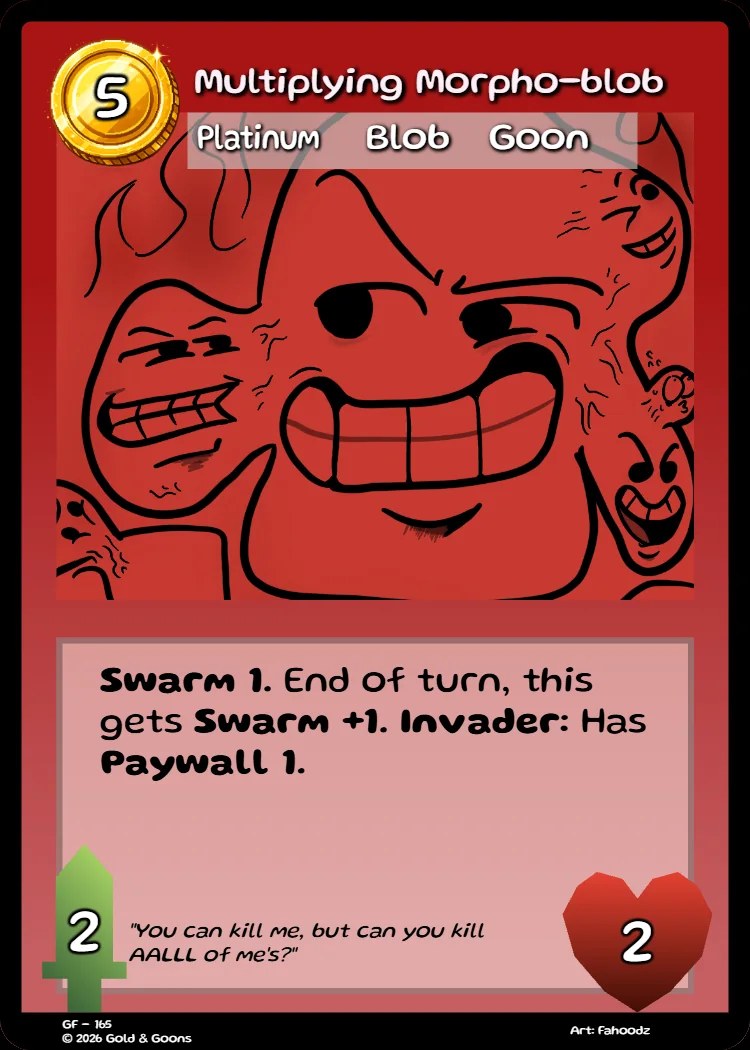 5
Multiplying Morpho-blob
Platinum Blob Goon
Swarm 1. End of turn, this
gets Swarm +1. Invader: Has
Paywall 1.
2
"You can kill me, but can you kill
AALLL of me's?"
2
GF - 165
© 2026 Gold & Goons
Art: Fahoodz